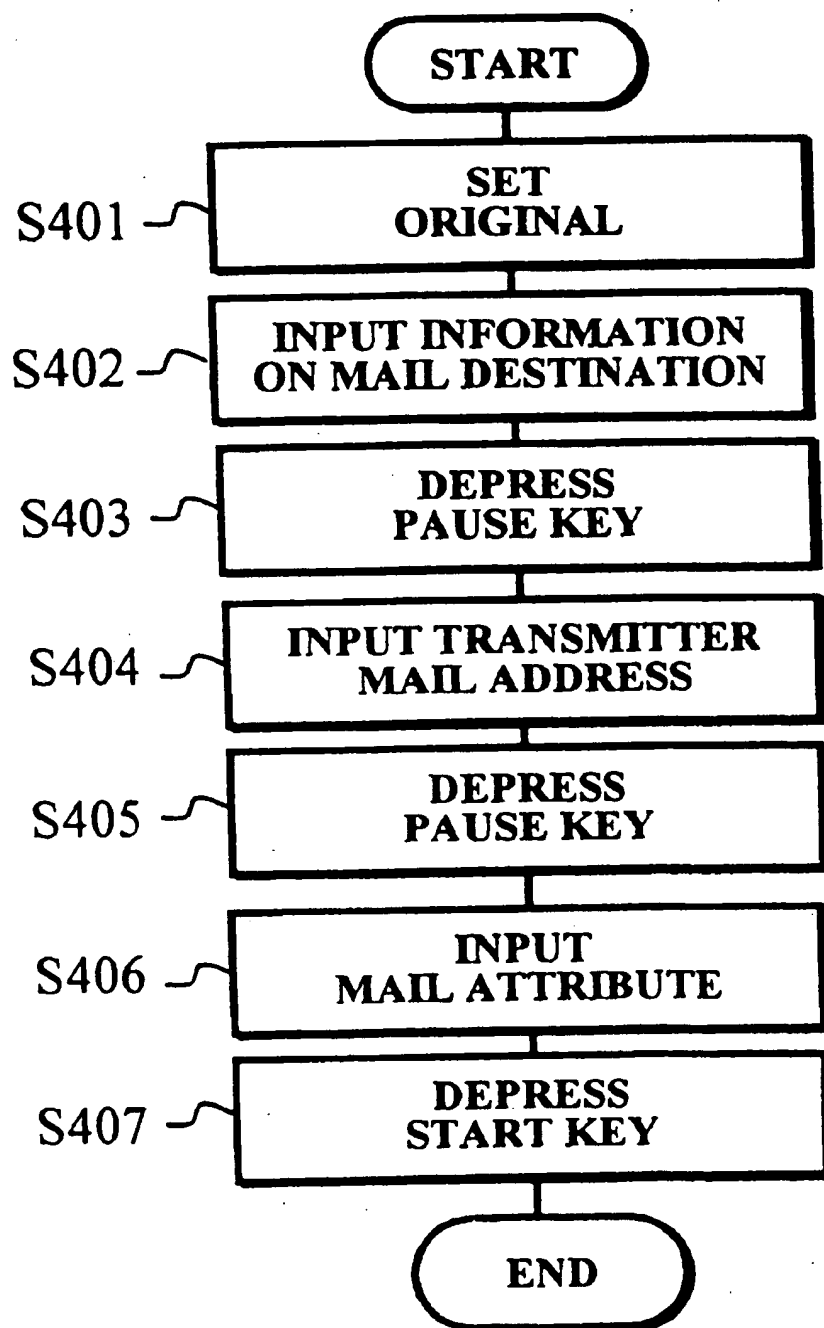 START
S401
SET
ORIGINAL
S402
INPUT INFORMATION
ON MAIL DESTINATION
S403
DEPRESS
PAUSE KEY
S404
INPUT TRANSMITTER
MAIL ADDRESS
S405
DEPRESS
PAUSE KEY
S406
INPUT
MAIL ATTRIBUTE
S407
DEPRESS
START KEY
END